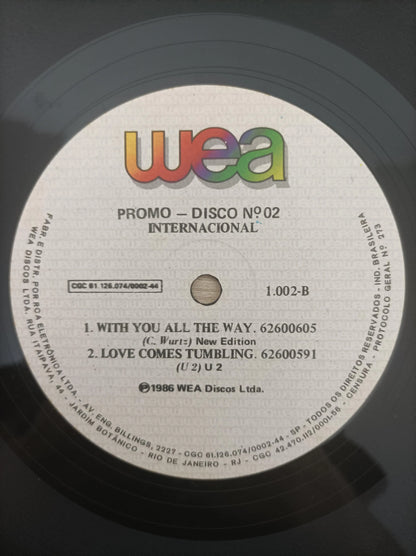 wea
PROMO — DISCO Nº 02
INTERNACIONAL
CGC 61 126.074/0002-44
1.002-B
1. WITH YOU ALL THE WAY. 62600605
(C. Wurtz) New Edition
2. LOVE COMES TUMBLING. 62600591
(U 2) U 2
℗1986 WEA Discos Ltda.
FABR. E DISTR. POR RCA ELETRÔNICA LTDA., AV. ENG. BILLINGS, 2227 - CGC 61.126.074/0002-44 - SP - TODOS OS DIREITOS RESERVADOS - IND. BRASILEIRA
WEA DISCOS LTDA. RUA ITAIPAVA, 44 - JARDIM BOTÂNICO - RIO DE JANEIRO - RJ - CGC 42.470.112/0001-56 - CENSURA - PROTOCOLO GERAL Nº 273